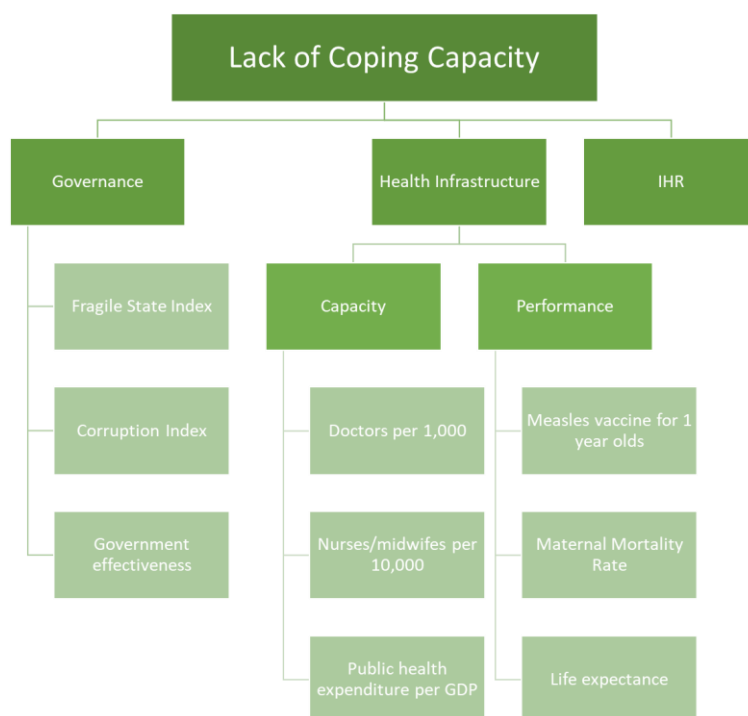 Lack of Coping Capacity
Governance
Health Infrastructure
IHR
Fragile State Index
Capacity
Performance
Corruption Index
Doctors per 1,000
Measles vaccine for 1
year olds
Government
effectiveness
Nurses/midwifes per
10,000
Maternal Mortality
Rate
Public health
expenditure per GDP
Life expectance